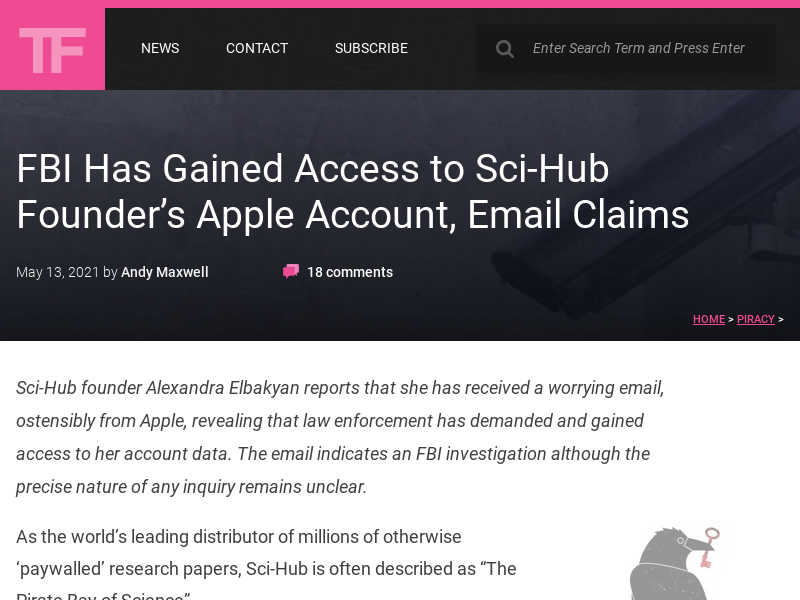 TF
NEWS
CONTACT
SUBSCRIBE
Enter Search Term and Press Enter
FBI Has Gained Access to Sci-Hub
Founder’s Apple Account, Email Claims
May 13, 2021 by Andy Maxwell
18 comments
HOME > PIRACY >
Sci-Hub founder Alexandra Elbakyan reports that she has received a worrying email,
ostensibly from Apple, revealing that law enforcement has demanded and gained
access to her account data. The email indicates an FBI investigation although the
precise nature of any inquiry remains unclear.
As the world’s leading distributor of millions of otherwise
‘paywalled’ research papers, Sci-Hub is often described as “The
Pirate Bay of Science”